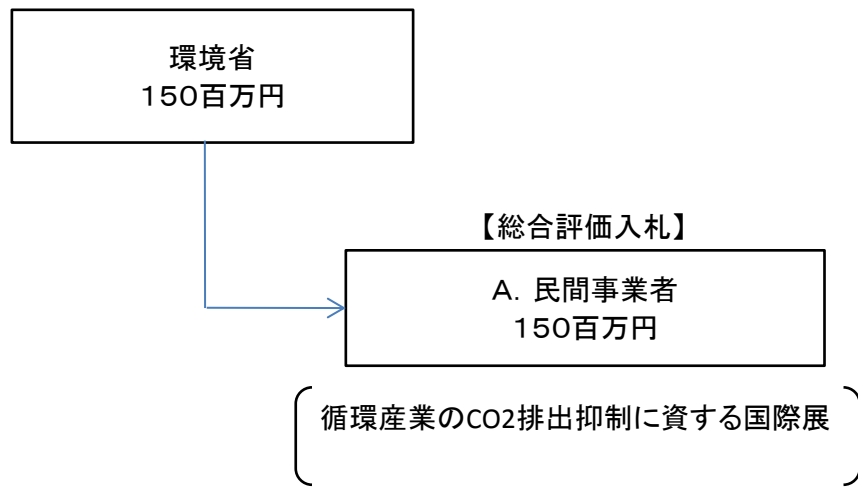 環境省
150百万円
【総合評価入札】
A. 民間事業者
150百万円
循環産業のCO2排出抑制に資する国際展